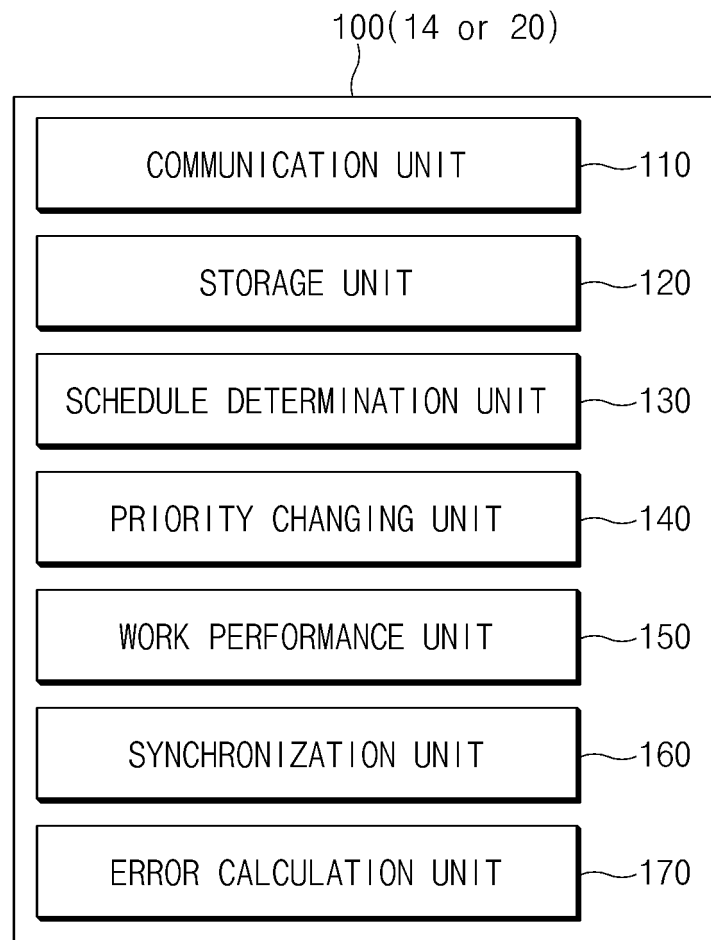 100(14 or 20)
COMMUNICATION UNIT 110
STORAGE UNIT 120
SCHEDULE DETERMINATION UNIT 130
PRIORITY CHANGING UNIT 140
WORK PERFORMANCE UNIT 150
SYNCHRONIZATION UNIT 160
ERROR CALCULATION UNIT 170